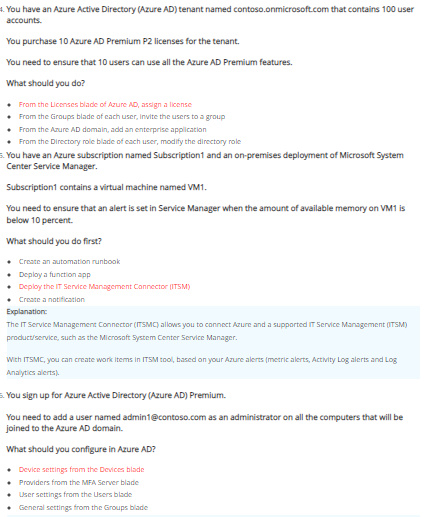 4. You have an Azure Active Directory (Azure AD) tenant named contoso.onmicrosoft.com that contains 100 user
accounts.
You purchase 10 Azure AD Premium P2 licenses for the tenant.
You need to ensure that 10 users can use all the Azure AD Premium features.
What should you do?
• From the Licenses blade of Azure AD, assign a license
• From the Groups blade of each user, invite the users to a group
• From the Azure AD domain, add an enterprise application
• From the Directory role blade of each user, modify the directory role
5. You have an Azure subscription named Subscription1 and an on-premises deployment of Microsoft System
Center Service Manager.
Subscription1 contains a virtual machine named VM1.
You need to ensure that an alert is set in Service Manager when the amount of available memory on VM1 is
below 10 percent.
What should you do first?
• Create an automation runbook
• Deploy a function app
• Deploy the IT Service Management Connector (ITSM)
• Create a notification
Explanation:
The IT Service Management Connector (ITSMC) allows you to connect Azure and a supported IT Service Management (ITSM)
product/service, such as the Microsoft System Center Service Manager.
With ITSMC, you can create work items in ITSM tool, based on your Azure alerts (metric alerts, Activity Log alerts and Log
Analytics alerts).
6. You sign up for Azure Active Directory (Azure AD) Premium.
You need to add a user named admin1@contoso.com as an administrator on all the computers that will be
joined to the Azure AD domain.
What should you configure in Azure AD?
• Device settings from the Devices blade
• Providers from the MFA Server blade
• User settings from the Users blade
• General settings from the Groups blade